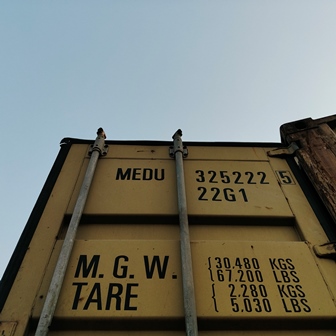 MEDU 325222 5
22G1
M.G.W. 30.480 KGS
67.200 LBS
TARE 2.280 KGS
5.030 LBS